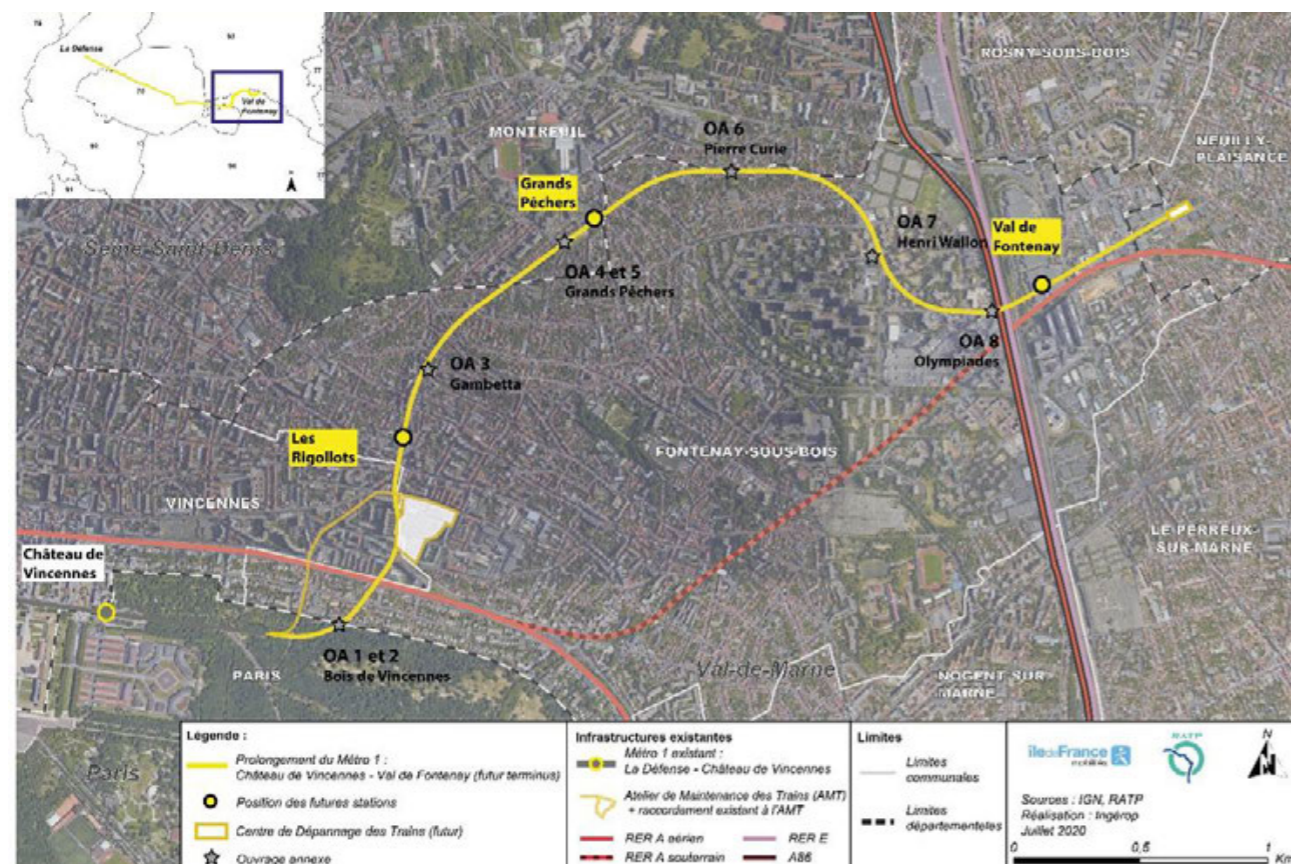 La Défense
Val de
Fontenay
N
ROSNY-SOUS-BOIS
MONTREUIL
OA 6
Pierre Curie
NEUILLY-
PLAISANCE
Grands
Pêchers
OA 7
Henri Wallon
Val de
Fontenay
Seine-Saint-Denis
OA 4 et 5
Grands Pêchers
OA 8
Olympiades
OA 3
Gambetta
Les
Rigollots
FONTENAY-SOUS-BOIS
VINCENNES
LE PERREUX-
SUR-MARNE
Château de
Vincennes
OA 1 et 2
Bois de Vincennes
PARIS
Val-de-Marne
NOGENT-SUR-
MARNE
Paris
Légende :
Prolongement du Métro 1 :
Château de Vincennes - Val de Fontenay (futur terminus)
Position des futures stations
Centre de Dépannage des Trains (futur)
Ouvrage annexe
Infrastructures existantes
Métro 1 existant :
La Défense - Château de Vincennes
Atelier de Maintenance des Trains (AMT)
+ raccordement existant à l'AMT
RER A aérien
RER E
RER A souterrain
A86
Limites
Limites
communales
Limites
départementales
île de France
mobilités
RATP
N
Sources : IGN, RATP
Réalisation : Ingérop
Juillet 2020
0
0,5
1
Km